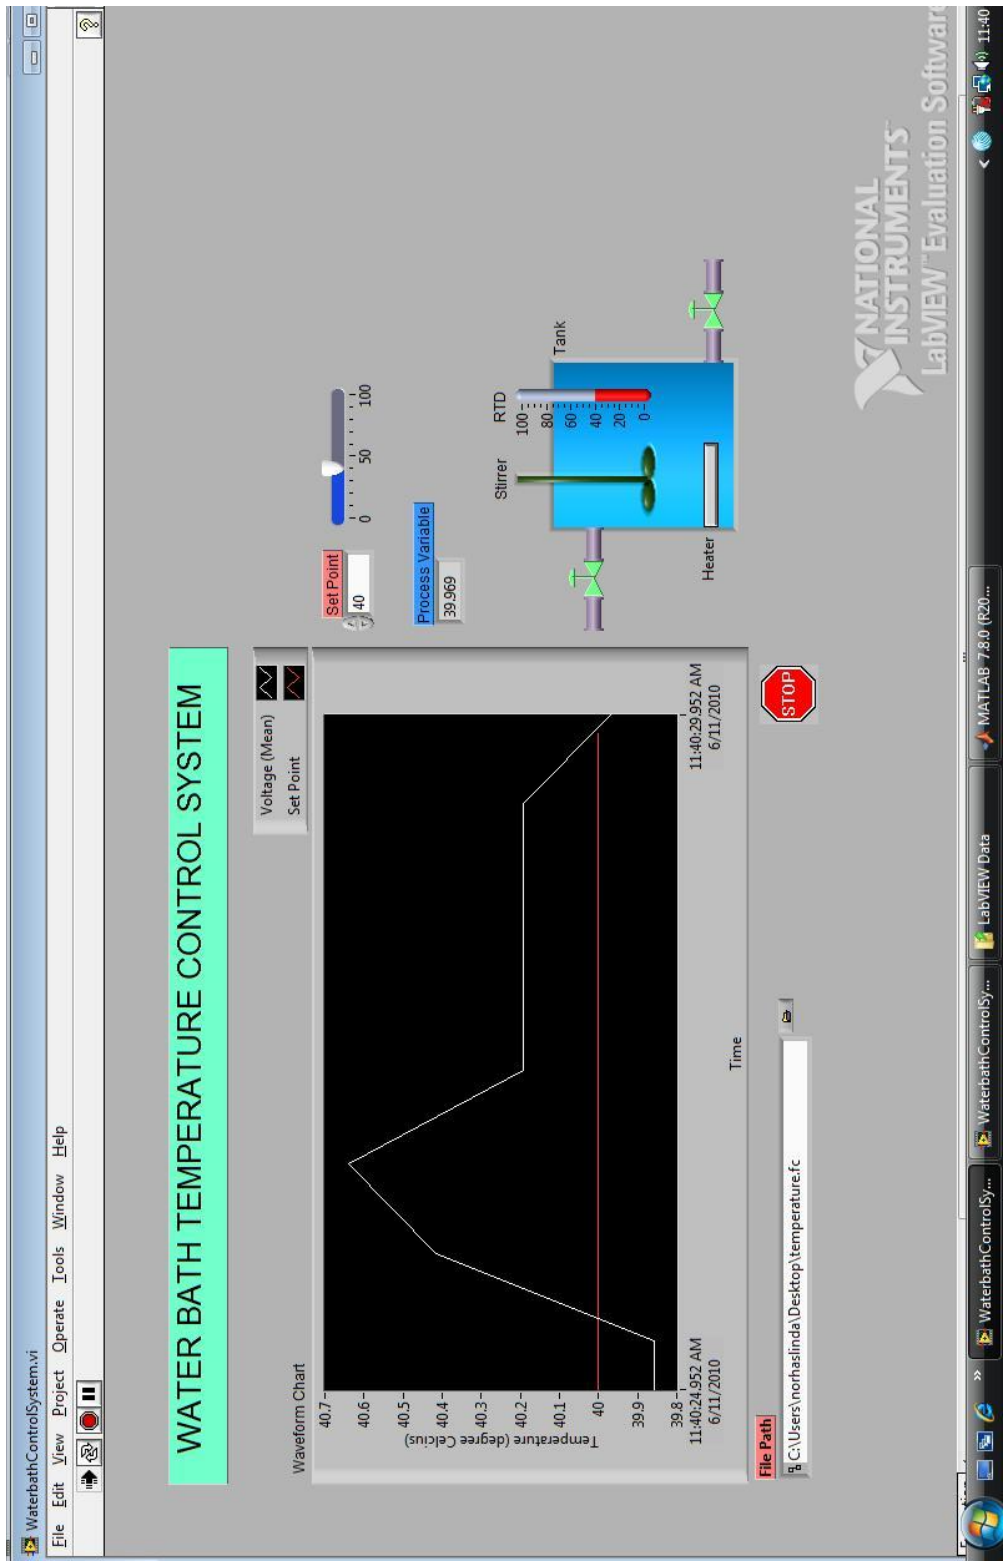 WaterbathControlSystem.vi
File Edit View Project Operate Tools Window Help
?
WATER BATH TEMPERATURE CONTROL SYSTEM
Waveform Chart
Voltage (Mean)
Set Point
40.7
40.6
40.5
40.4
40.3
40.2
40.1
40
39.9
39.8
Temperature (degree Celcius)
11:40:24.952 AM
6/11/2010
11:40:29.952 AM
6/11/2010
Time
Set Point
40
0 50 100
Process Variable
39.969
Stirrer
RTD
100
80
60
40
20
0
Tank
Heater
STOP
File Path
C:\Users\norhaslinda\Desktop\temperature.fc
NATIONAL
INSTRUMENTS
LabVIEW™ Evaluation Software
WaterbathControlSy...
WaterbathControlSy...
LabVIEW Data
MATLAB 7.8.0 (R20...
11:40